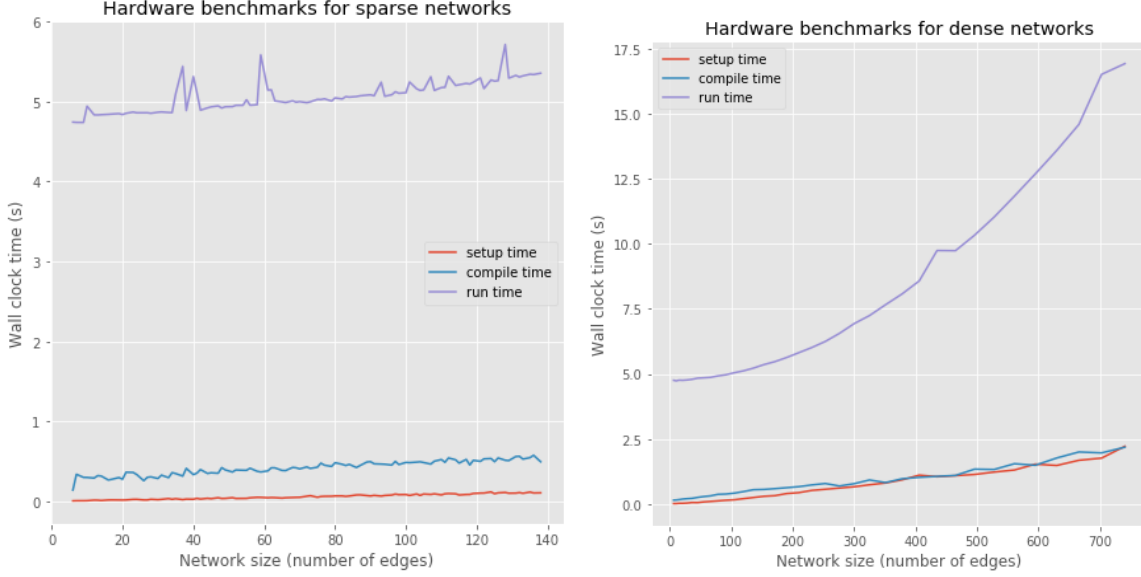 Hardware benchmarks for sparse networks
6
5
4
3
2
1
0
Wall clock time (s)
setup time
compile time
run time
0 20 40 60 80 100 120 140
Network size (number of edges)
Hardware benchmarks for dense networks
17.5
15.0
12.5
10.0
7.5
5.0
2.5
0.0
Wall clock time (s)
setup time
compile time
run time
0 100 200 300 400 500 600 700
Network size (number of edges)